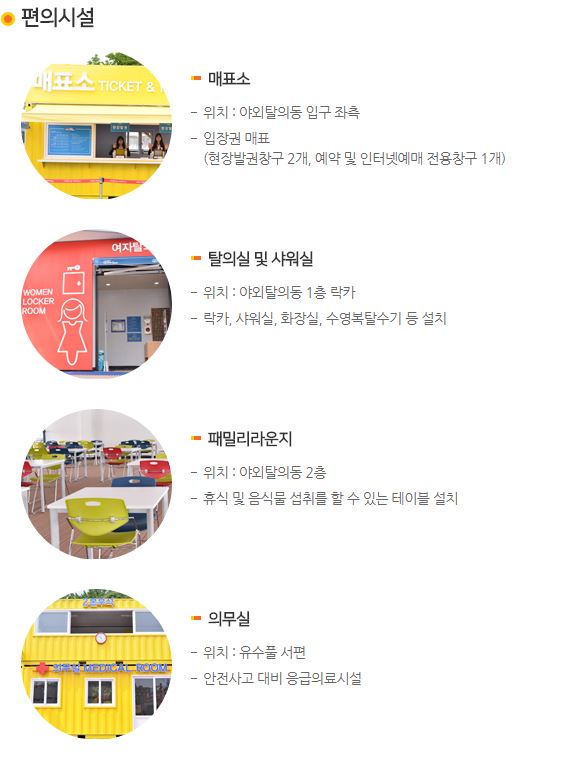 편의시설
매표소 TICKET &
매표소
- 위치 : 야외탈의동 입구 좌측
- 입장권 매표
(현장발권창구 2개, 예약 및 인터넷예매 전용창구 1개)
여자탈
WOMEN
LOCKER
ROOM
탈의실 및 샤워실
- 위치 : 야외탈의동 1층 락카
- 락카, 샤워실, 화장실, 수영복탈수기 등 설치
패밀리라운지
- 위치 : 야외탈의동 2층
- 휴식 및 음식물 섭취를 할 수 있는 테이블 설치
의무실 MEDICAL ROOM
의무실
- 위치 : 유수풀 서편
- 안전사고 대비 응급의료시설